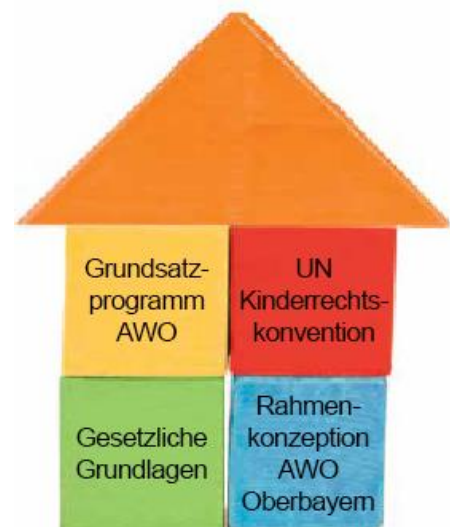 Grundsatz-
programm
AWO
UN
Kinderrechts-
konvention
Gesetzliche
Grundlagen
Rahmen-
konzeption
AWO
Oberbayern